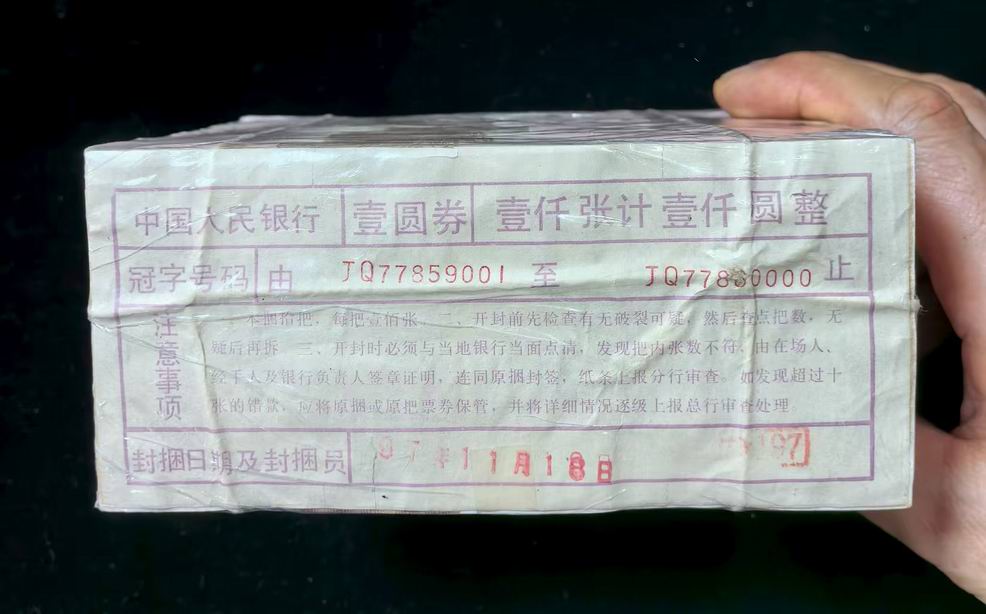 中国人民银行 壹圆券 壹仟张计壹仟圆整
冠字号码 由 JQ77859001 至 JQ77860000 止
注意事项
本捆拾把，每把壹佰张。二、开封前先检查有无破裂可疑，然后在点把数，无
疑后再拆 三、开封时必须与当地银行当面点清，发现把内张数不符，由在场人、
经手人及银行负责人签章证明，连同原捆封签，纸条上报分行审查。如发现超过十
张的错款，应将原捆或原把票券保管，并将详细情况逐级上报总行审查处理。
封捆日期及封捆员 97年11月18日
197